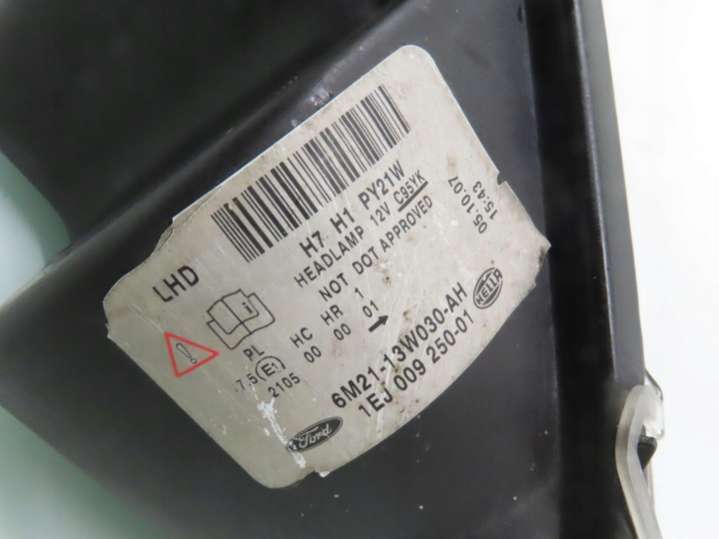 LHD
H7 H1 PY21W
HEADLAMP 12V C95YK
NOT DOT APPROVED
05.10.07
15:43
PL HC HR 1
7,5 E1 00 00 01
2105
6M21-13W030-AH
1EJ 009 250-01
HELLA
Ford